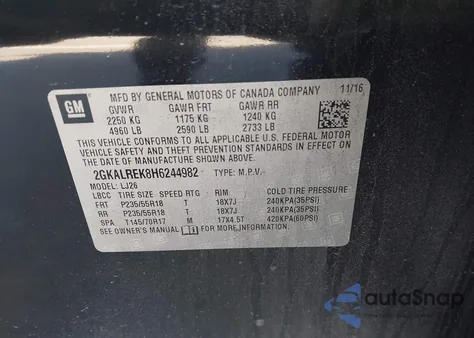 GM
MFD BY GENERAL MOTORS OF CANADA COMPANY 11/16
GVWR GAWR FRT GAWR RR
2250 KG 1175 KG 1240 KG
4960 LB 2590 LB 2733 LB
THIS VEHICLE CONFORMS TO ALL APPLICABLE U.S. FEDERAL MOTOR
VEHICLE SAFETY, BUMPER, AND THEFT PREVENTION STANDARDS IN
EFFECT ON THE DATE OF MANUFACTURE SHOWN ABOVE.
2GKALREK8H6244982 TYPE: M.P.V.
MODEL: LJ26
LBCC TIRE SIZE SPEED RTG RIM COLD TIRE PRESSURE
FRT P235/55R18 T 18X7J 240KPA(35PSI)
RR P235/55R18 T 18X7J 240KPA(35PSI)
SPA T145/70R17 M 17X4.5T 420KPA(60PSI)
SEE OWNER'S MANUAL FOR MORE INFORMATION.
autoSnap